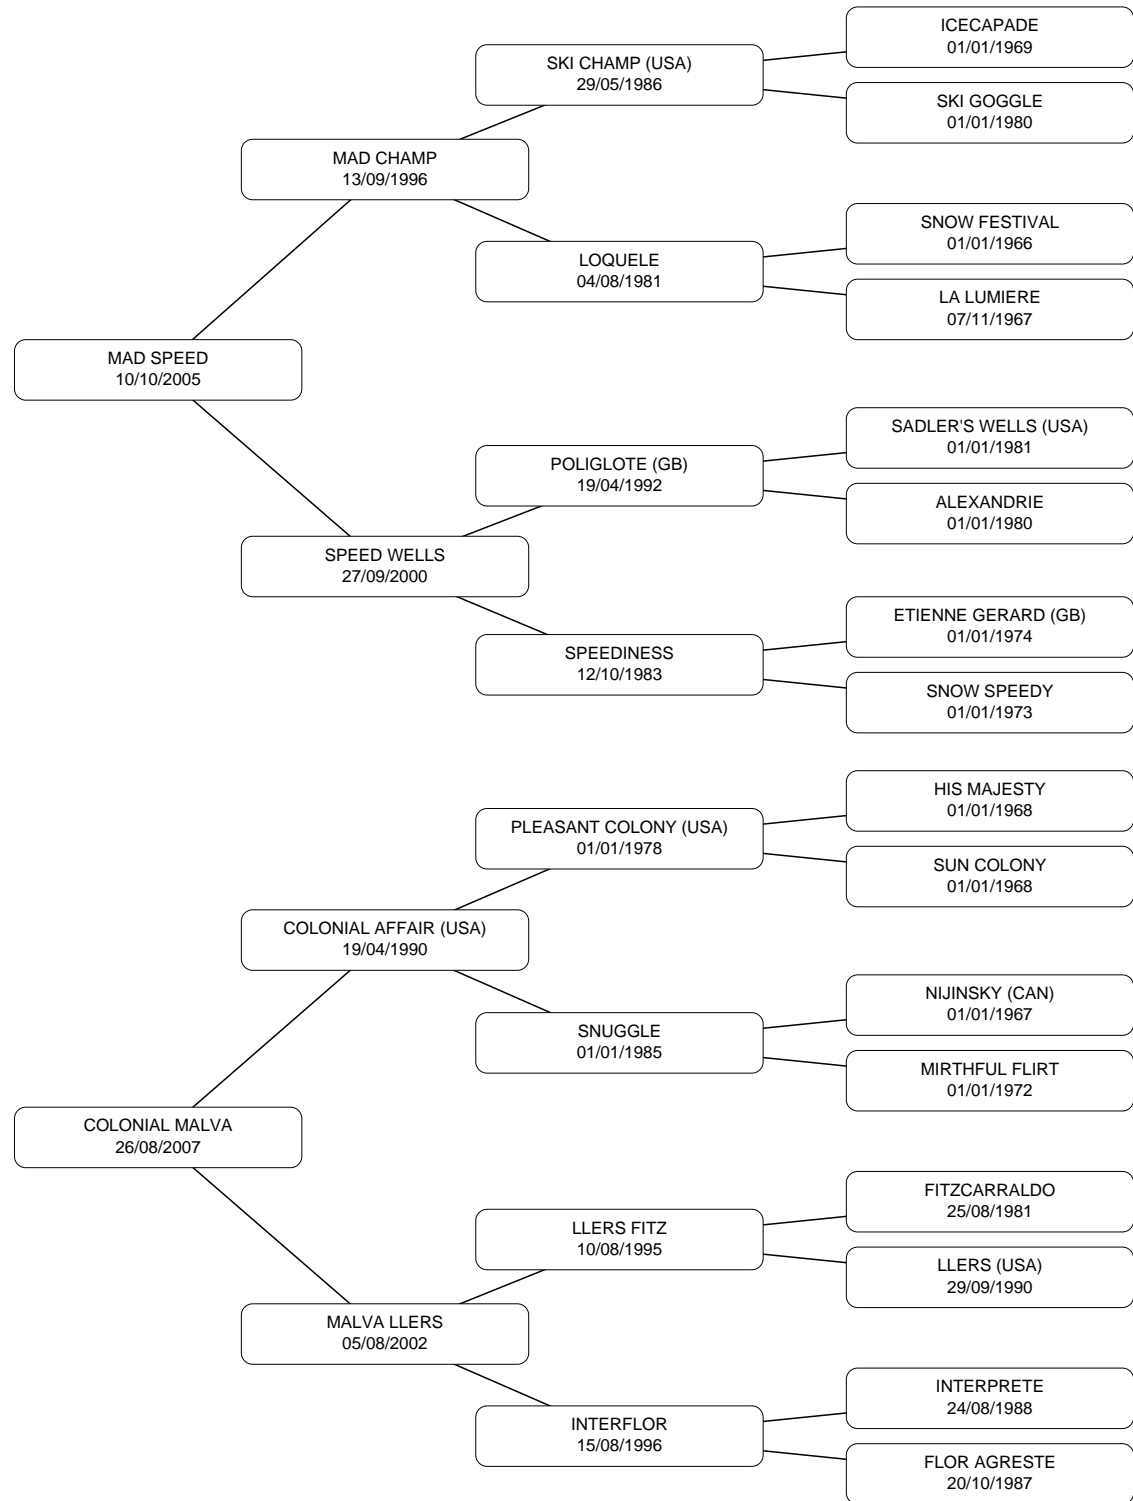 ICECAPADE
01/01/1969
SKI CHAMP (USA)
29/05/1986
SKI GOGGLE
01/01/1980
MAD CHAMP
13/09/1996
SNOW FESTIVAL
01/01/1966
LOQUELE
04/08/1981
LA LUMIERE
07/11/1967
MAD SPEED
10/10/2005
SADLER'S WELLS (USA)
01/01/1981
POLIGLOTE (GB)
19/04/1992
ALEXANDRIE
01/01/1980
SPEED WELLS
27/09/2000
ETIENNE GERARD (GB)
01/01/1974
SPEEDINESS
12/10/1983
SNOW SPEEDY
01/01/1973
HIS MAJESTY
01/01/1968
PLEASANT COLONY (USA)
01/01/1978
SUN COLONY
01/01/1968
COLONIAL AFFAIR (USA)
19/04/1990
NIJINSKY (CAN)
01/01/1967
SNUGGLE
01/01/1985
MIRTHFUL FLIRT
01/01/1972
COLONIAL MALVA
26/08/2007
FITZCARRALDO
25/08/1981
LLERS FITZ
10/08/1995
LLERS (USA)
29/09/1990
MALVA LLERS
05/08/2002
INTERPRETE
24/08/1988
INTERFLOR
15/08/1996
FLOR AGRESTE
20/10/1987